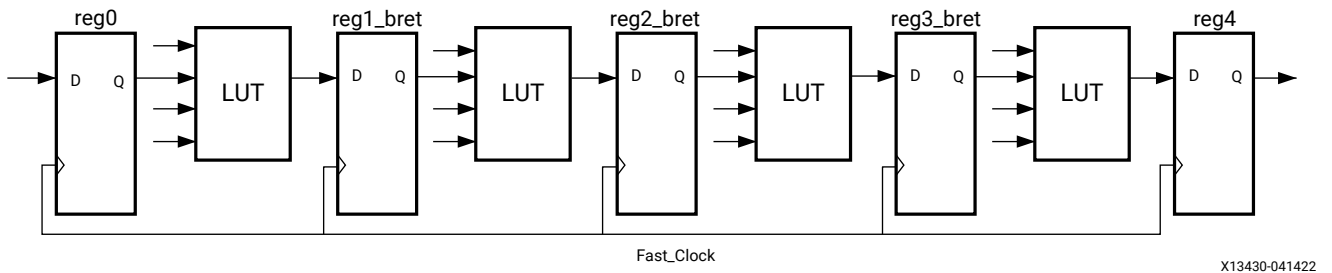 reg0
reg1_bret
reg2_bret
reg3_bret
reg4
D Q
LUT
D Q
LUT
D Q
LUT
D Q
LUT
D Q
Fast_Clock
X13430-041422